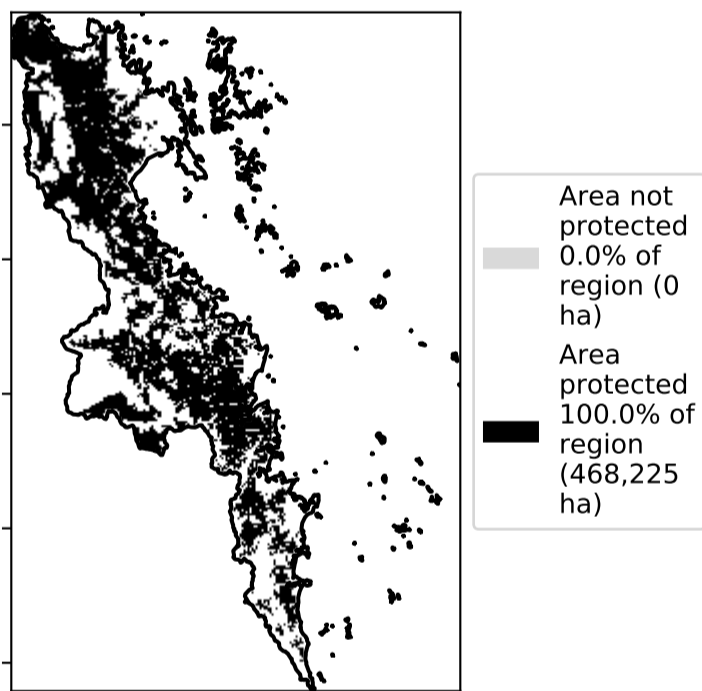 Area not
protected
0.0% of
region (0
ha)
Area
protected
100.0% of
region
(468,225
ha)